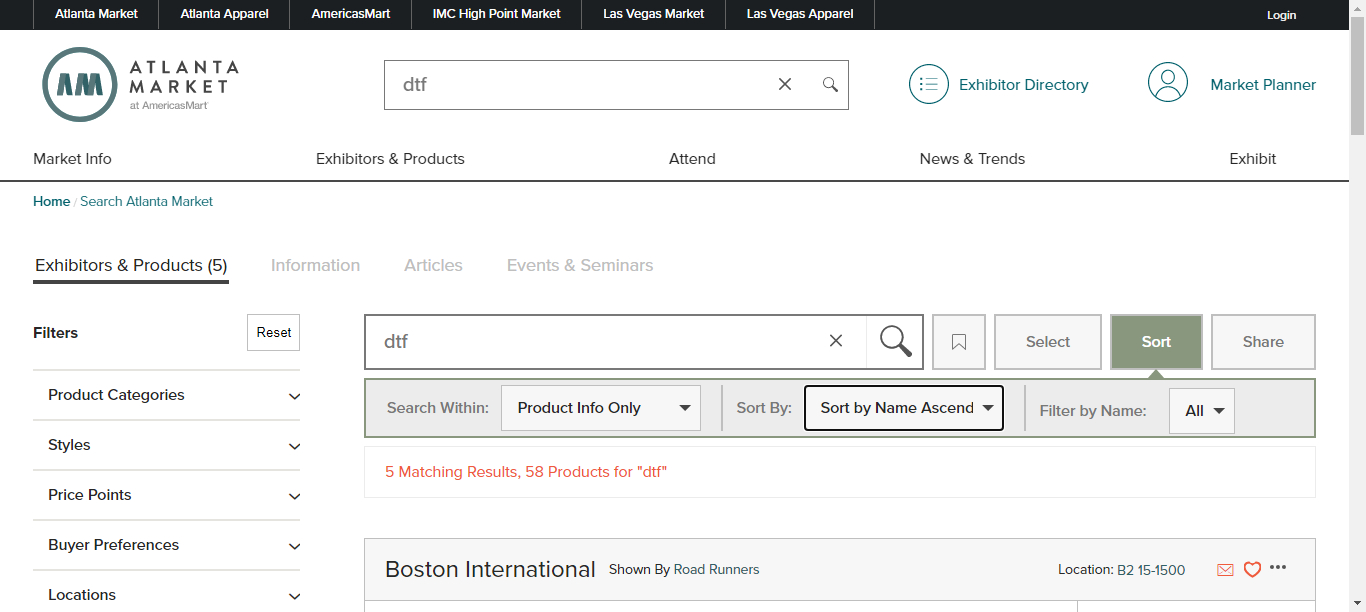 Atlanta Market Atlanta Apparel AmericasMart IMC High Point Market Las Vegas Market Las Vegas Apparel Login
AM ATLANTA
MARKET
at AmericasMart
dtf
Exhibitor Directory
Market Planner
Market Info Exhibitors & Products Attend News & Trends Exhibit
Home / Search Atlanta Market
Exhibitors & Products (5) Information Articles Events & Seminars
Filters Reset
Product Categories
Styles
Price Points
Buyer Preferences
Locations
dtf Select Sort Share
Search Within: Product Info Only Sort By: Sort by Name Ascend Filter by Name: All
5 Matching Results, 58 Products for "dtf"
Boston International Shown By Road Runners Location: B2 15-1500